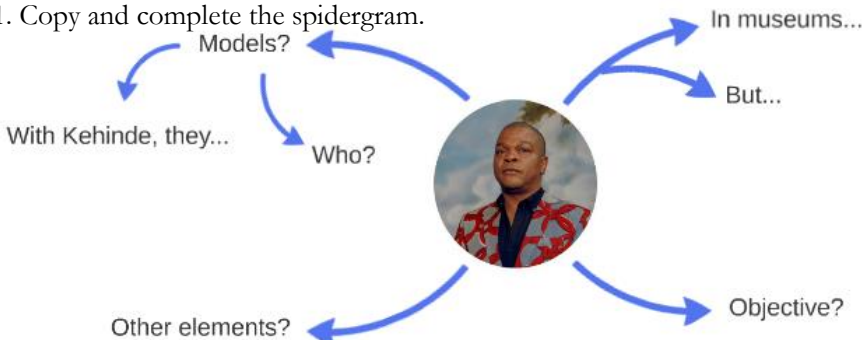 1. Copy and complete the spidergram.
In museums...
Models?
But...
With Kehinde, they...
Who?
Objective?
Other elements?